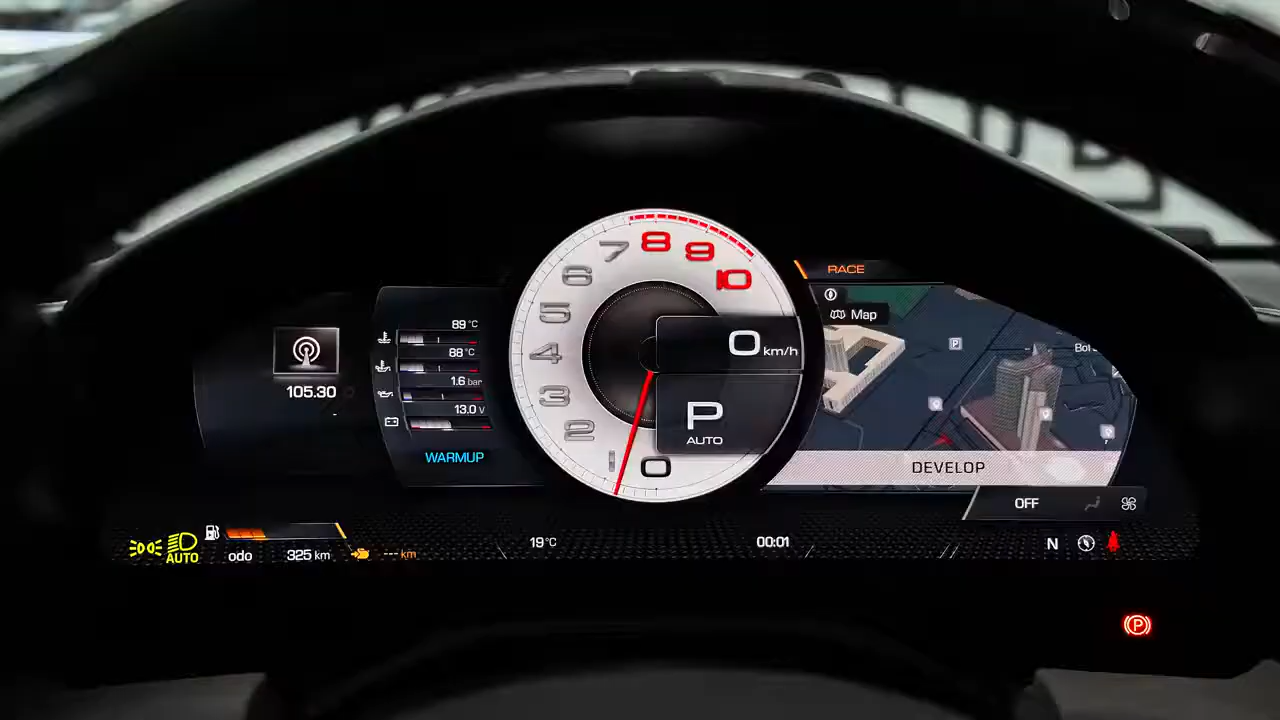 105.30
89 °C
88 °C
1.6 bar
13.0 V
WARMUP
7 8 9
6 10
5
4
3
2
1 0
0 km/h
P
AUTO
RACE
Map
P
DEVELOP
OFF
AUTO
odo 325 km
--- km
19°C
00:01
N
P